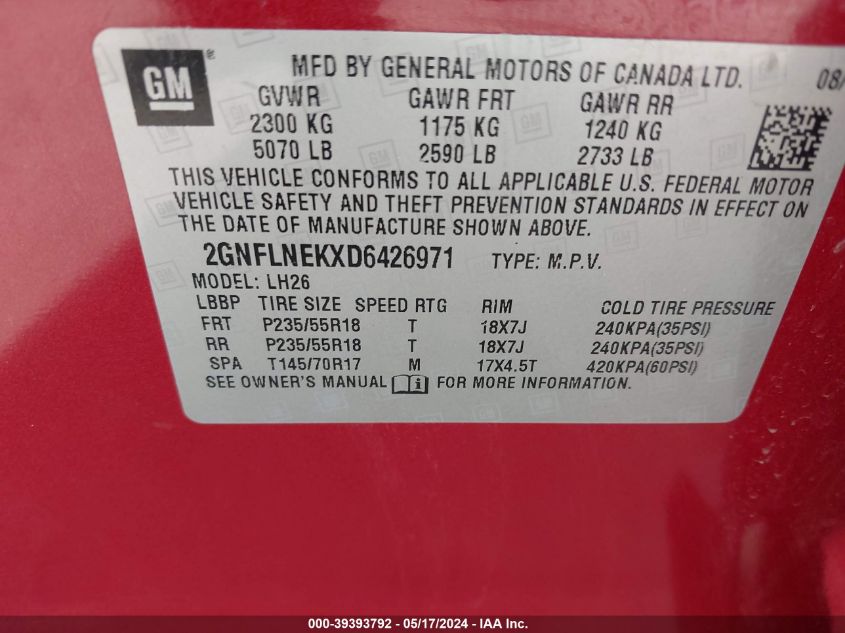 GM ®
MFD BY GENERAL MOTORS OF CANADA LTD. 08/
GVWR GAWR FRT GAWR RR
2300 KG 1175 KG 1240 KG
5070 LB 2590 LB 2733 LB
THIS VEHICLE CONFORMS TO ALL APPLICABLE U.S. FEDERAL MOTOR
VEHICLE SAFETY AND THEFT PREVENTION STANDARDS IN EFFECT ON
THE DATE OF MANUFACTURE SHOWN ABOVE.
2GNFLNEKXD6426971 TYPE: M.P.V.
MODEL: LH26
LBBP TIRE SIZE SPEED RTG RIM COLD TIRE PRESSURE
FRT P235/55R18 T 18X7J 240KPA(35PSI)
RR P235/55R18 T 18X7J 240KPA(35PSI)
SPA T145/70R17 M 17X4.5T 420KPA(60PSI)
SEE OWNER'S MANUAL i FOR MORE INFORMATION.
000-39393792 - 05/17/2024 - IAA Inc.